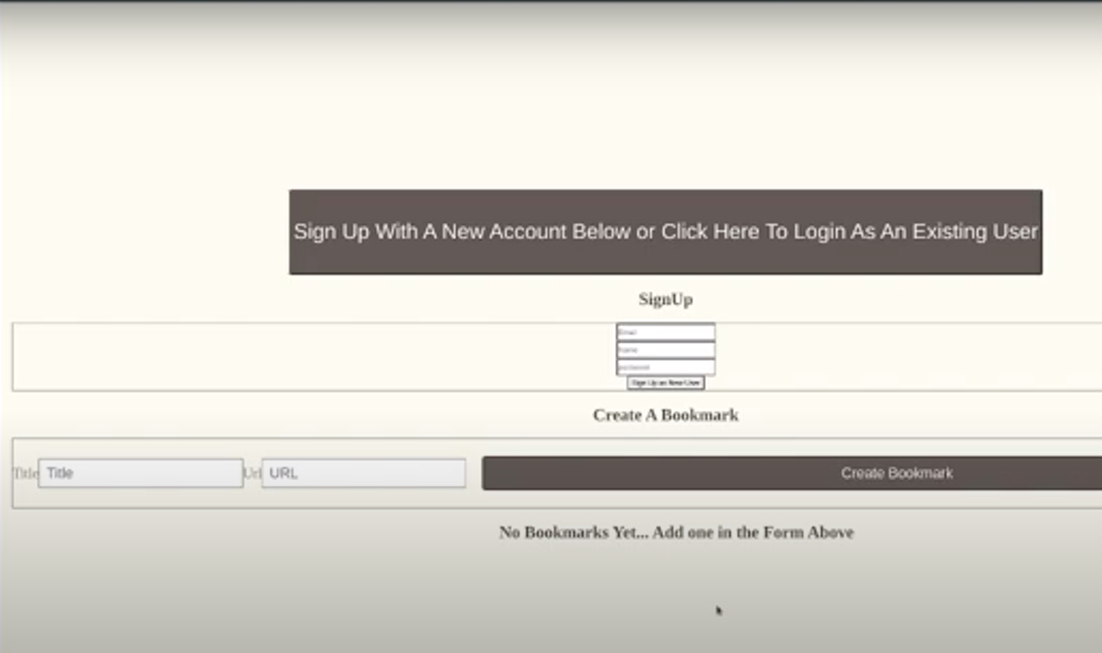 Sign Up With A New Account Below or Click Here To Login As An Existing User
SignUp
Email
Name
password
Sign Up as New User
Create A Bookmark
Title Title Url URL Create Bookmark
No Bookmarks Yet... Add one in the Form Above